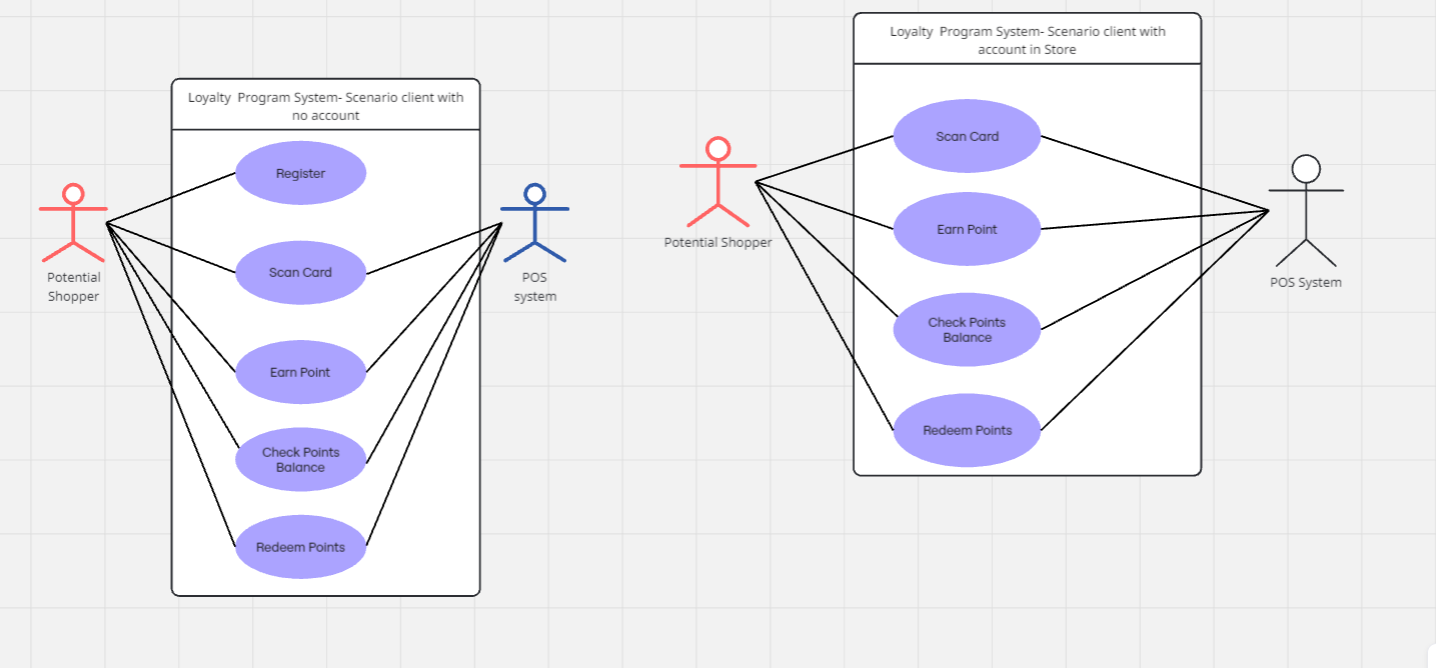 Loyalty  Program System- Scenario client with
no account
Register
Scan Card
Earn Point
Check Points
Balance
Redeem Points
Potential
Shopper
POS
system
Loyalty  Program System- Scenario client with
account in Store
Scan Card
Earn Point
Check Points
Balance
Redeem Points
Potential Shopper
POS System